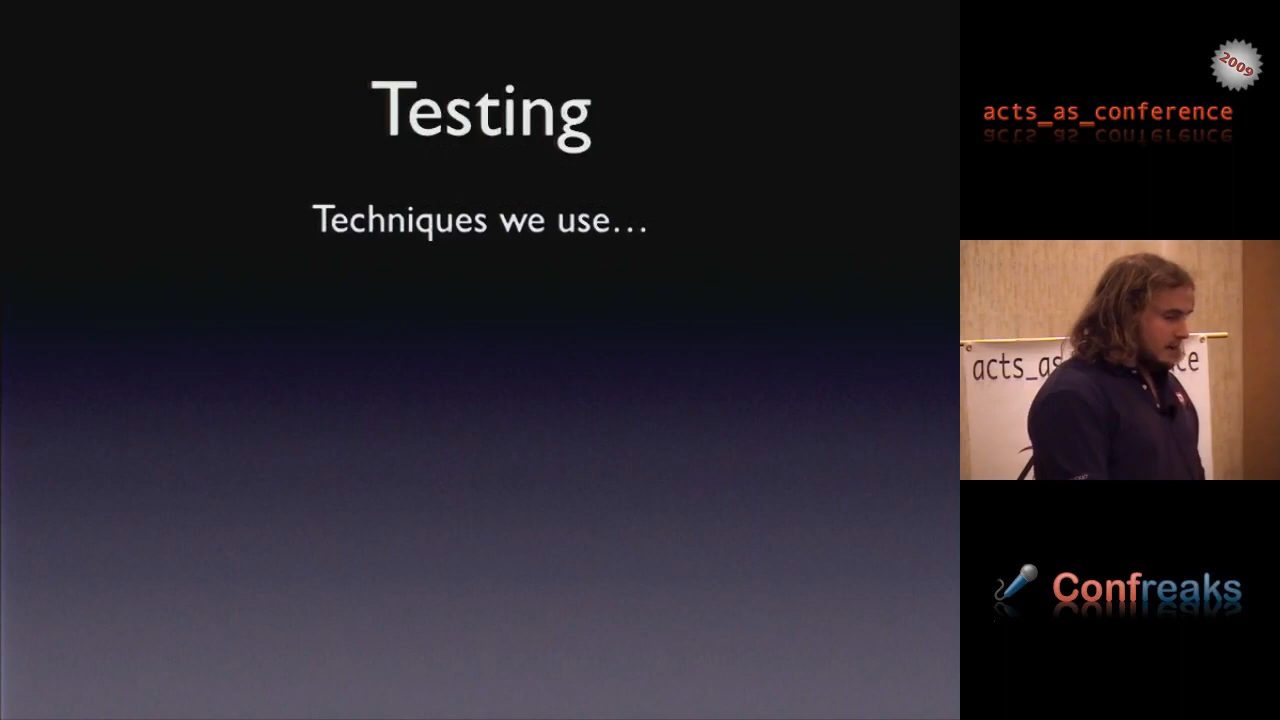 Testing
Techniques we use…
2009
acts_as_conference
acts_as
ce
Confreaks